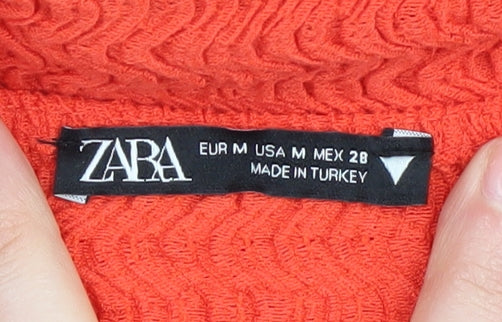 ZARA
EUR M USA M MEX 28
MADE IN TURKEY